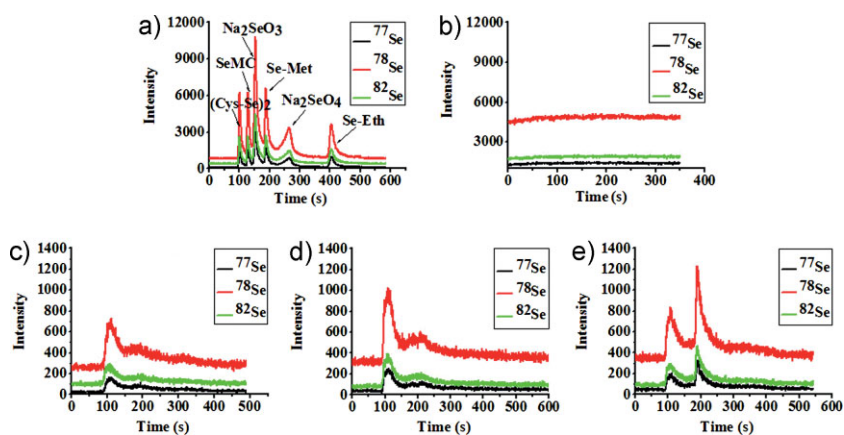 a)
12000
9000
6000
3000
0
Intensity
0 100 200 300 400 500 600
Time (s)
Na2SeO3
SeMC
(Cys-Se)2
Se-Met
Na2SeO4
Se-Eth
77Se
78Se
82Se
b)
12000
9000
6000
3000
Intensity
0 100 200 300 400
Time (s)
77Se
78Se
82Se
c)
1400
1200
1000
800
600
400
200
0
Intensity
0 100 200 300 400 500
Time (s)
77Se
78Se
82Se
d)
1400
1200
1000
800
600
400
200
0
Intensity
0 100 200 300 400 500 600
Time (s)
77Se
78Se
82Se
e)
1400
1200
1000
800
600
400
200
0
Intensity
0 100 200 300 400 500 600
Time (s)
77Se
78Se
82Se